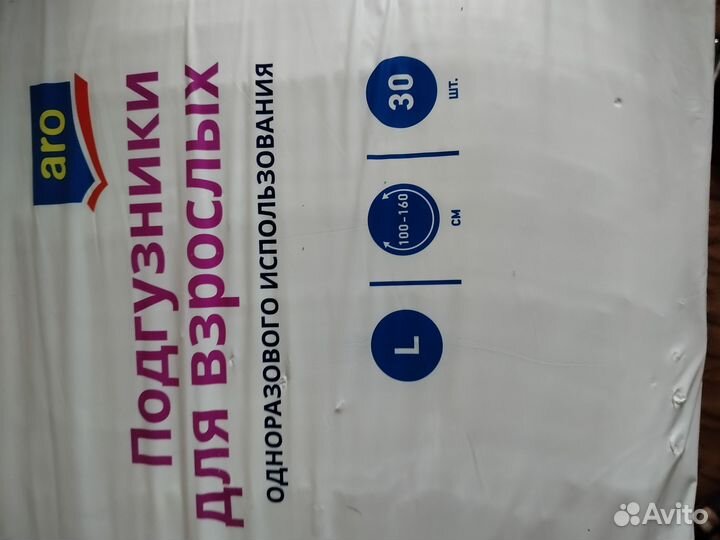 aro
Подгузники
для взрослых
ОДНОРАЗОВОГО ИСПОЛЬЗОВАНИЯ
L
100-160
СМ
30
ШТ.
Avito